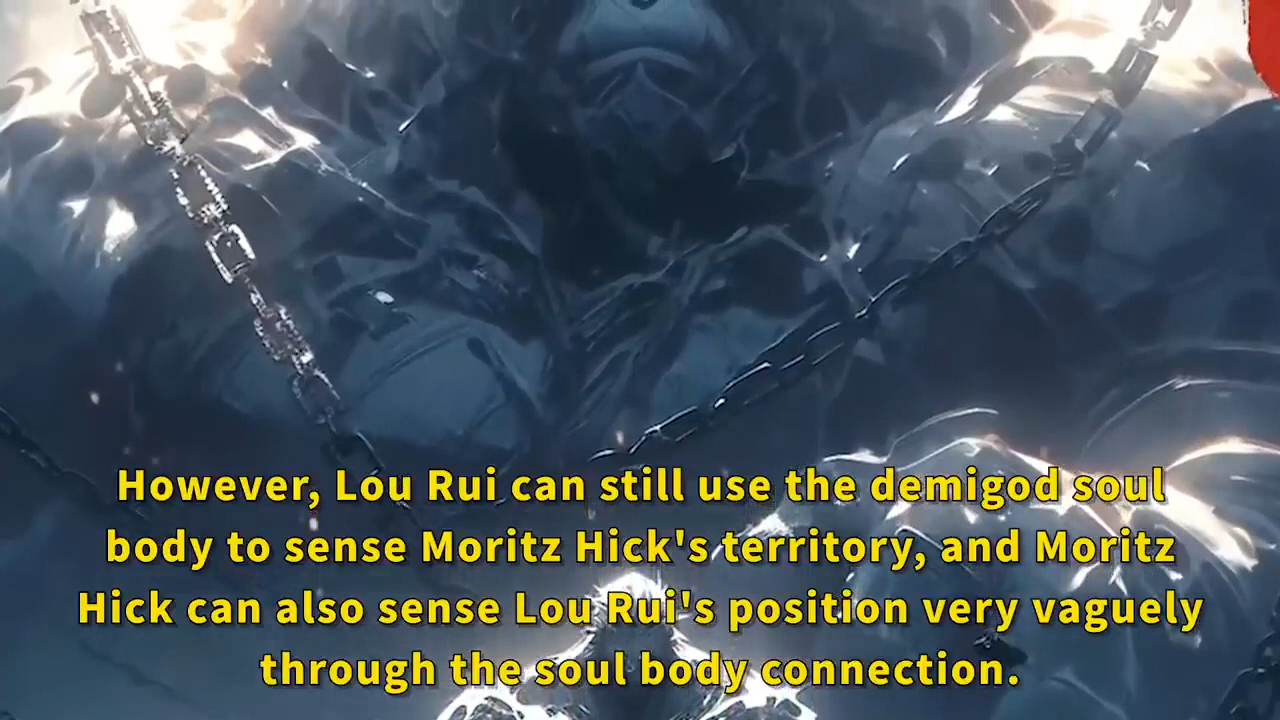 However, Lou Rui can still use the demigod soul
body to sense Moritz Hick's territory, and Moritz
Hick can also sense Lou Rui's position very vaguely
through the soul body connection.